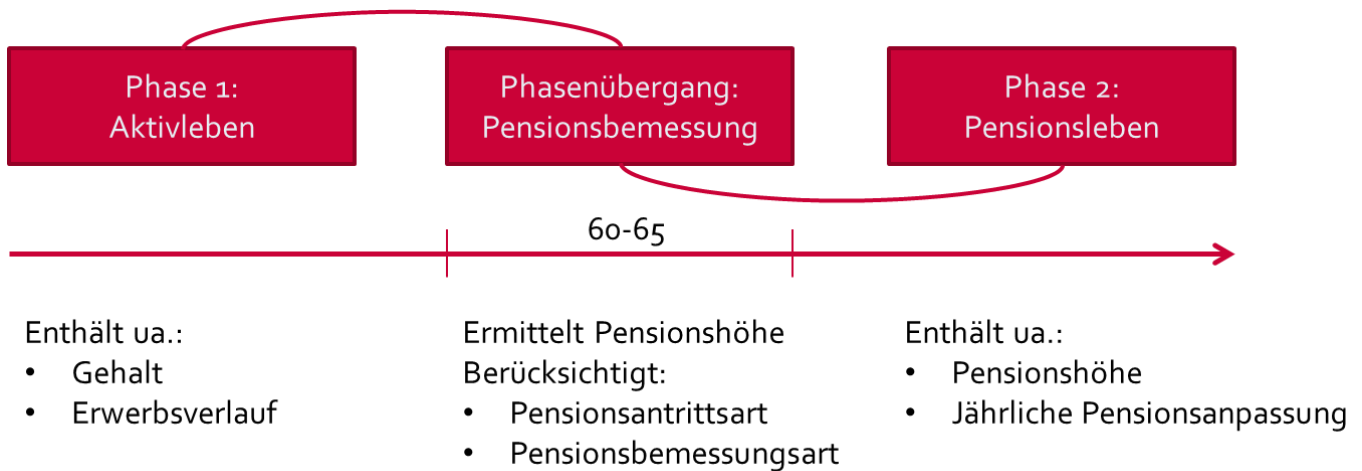 Phase 1:
Aktivleben
Phasenübergang:
Pensionsbemessung
Phase 2:
Pensionsleben
60-65
Enthält ua.:
• Gehalt
• Erwerbsverlauf
Ermittelt Pensionshöhe
Berücksichtigt:
• Pensionsantrittsart
• Pensionsbemessungsart
Enthält ua.:
• Pensionshöhe
• Jährliche Pensionsanpassung